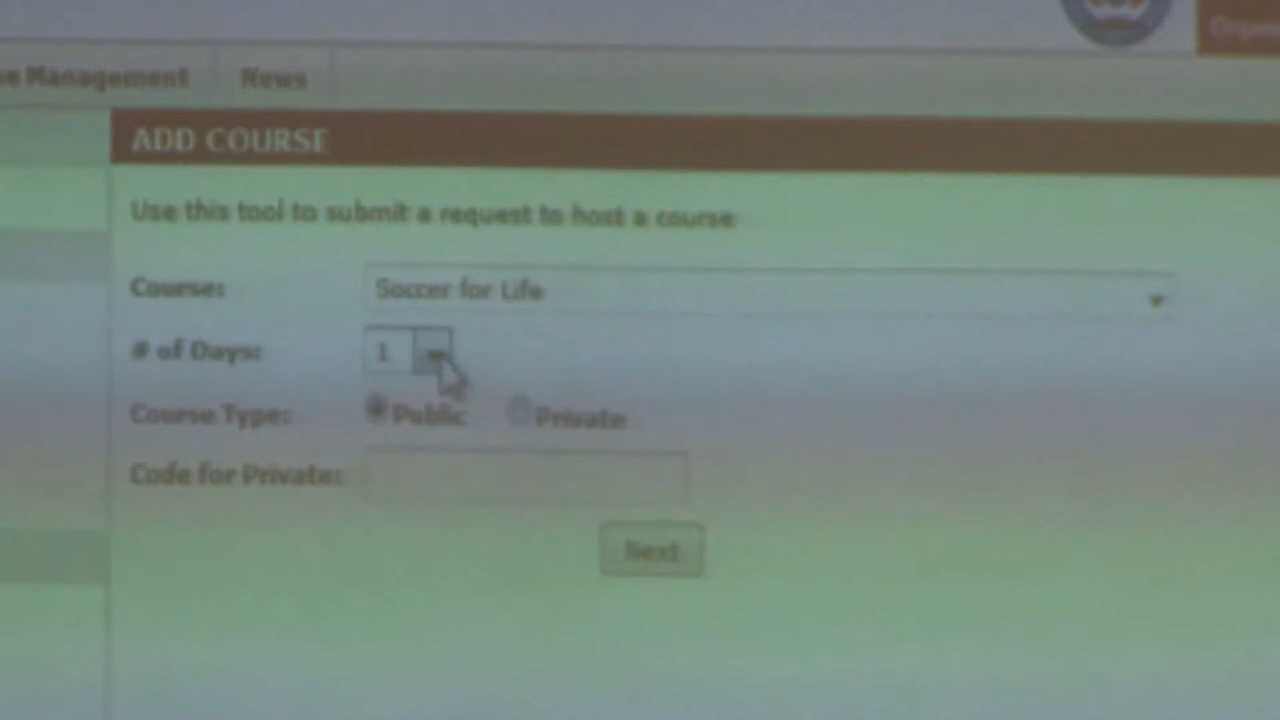 Management News
ADD COURSE
Use this tool to submit a request to host a course
Course: Soccer for Life
# of Days: 1
Course Type: Public Private
Code for Private:
Next